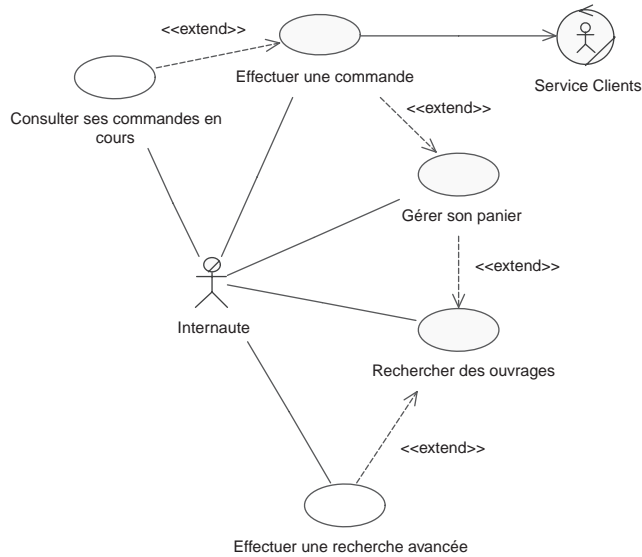 <<extend>>
Effectuer une commande
Service Clients
Consulter ses commandes en
cours
<<extend>>
Gérer son panier
<<extend>>
Internaute
Rechercher des ouvrages
<<extend>>
Effectuer une recherche avancée